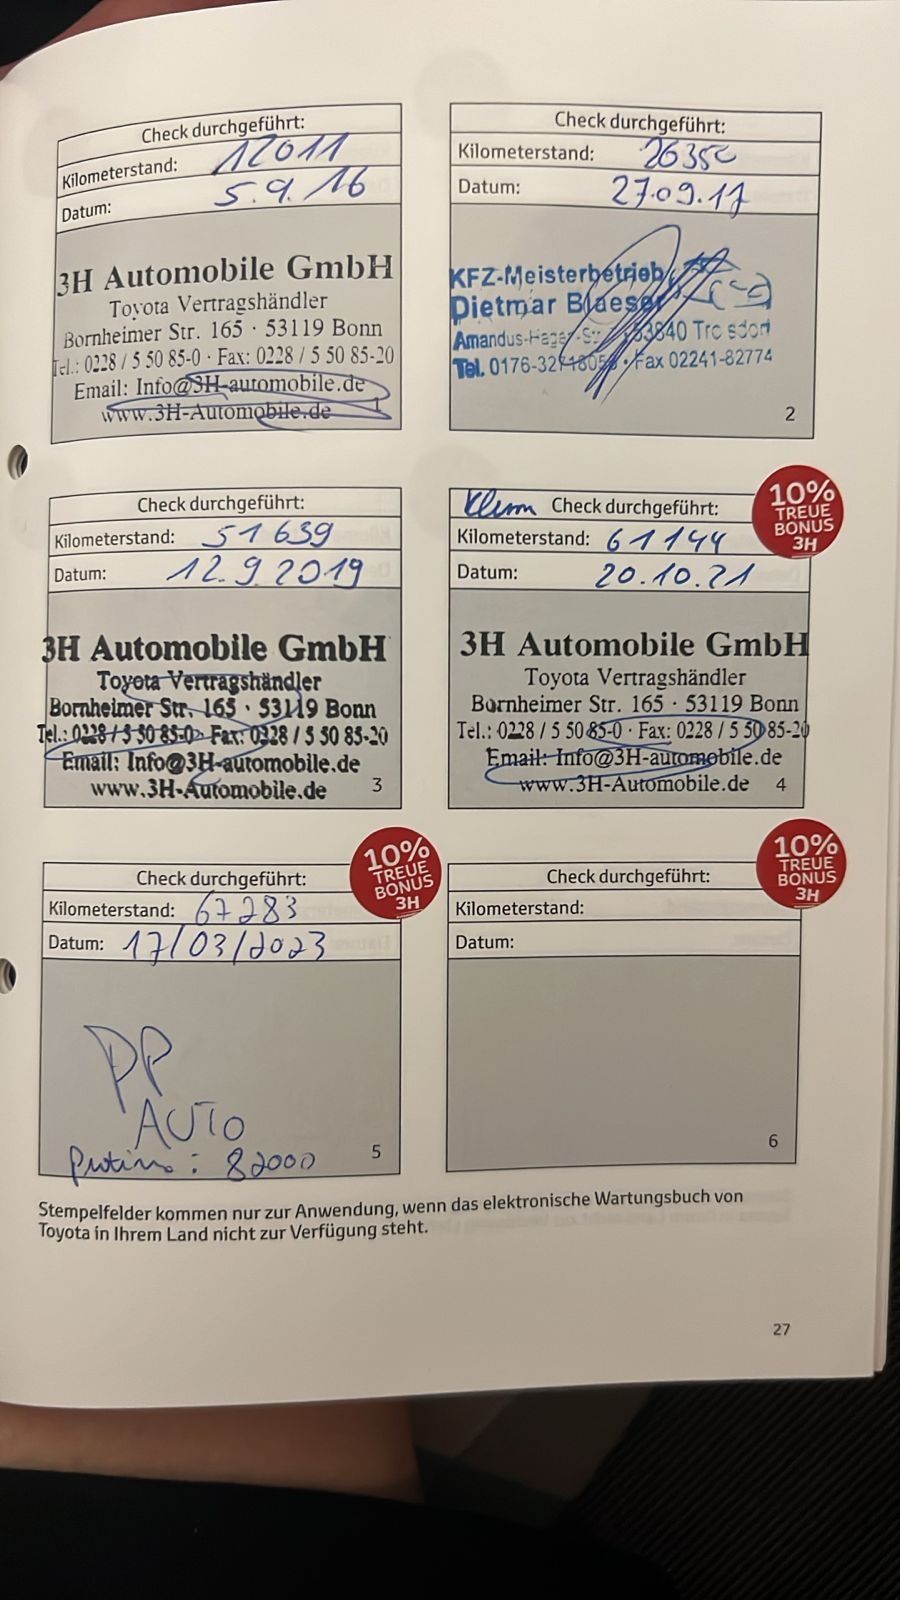 Check durchgeführt:
Kilometerstand: 12011
Datum: 5.9.16
3H Automobile GmbH
Toyota Vertragshändler
Bornheimer Str. 165 · 53119 Bonn
Tel.: 0228 / 5 50 85-0 · Fax: 0228 / 5 50 85-20
Email: Info@3H-automobile.de
www.3H-Automobile.de
1
Check durchgeführt:
Kilometerstand: 26350
Datum: 27.09.17
KFZ-Meisterbetrieb
Dietmar Blaeser
53840 Troisdorf
Tel. Fax 02241-82774
2
Check durchgeführt:
Kilometerstand: 51639
Datum: 12.9.2019
3H Automobile GmbH
Toyota Vertragshändler
Bornheimer Str. 165 · 53119 Bonn
Tel.: 0228 / 5 50 85-0 · Fax: 0228 / 5 50 85-20
Email: Info@3H-automobile.de
www.3H-Automobile.de
3
Check durchgeführt:
Kilometerstand: 61144
Datum: 20.10.21
10%
TREUE
BONUS
3H
3H Automobile GmbH
Toyota Vertragshändler
Bornheimer Str. 165 · 53119 Bonn
Tel.: 0228 / 5 50 85-0 · Fax: 0228 / 5 50 85-20
Email: Info@3H-automobile.de
www.3H-Automobile.de
4
Check durchgeführt:
Kilometerstand: 67283
Datum: 17/03/2023
10%
TREUE
BONUS
3H
PP
AUTO
: 82000
5
Check durchgeführt:
Kilometerstand:
Datum:
10%
TREUE
BONUS
3H
6
Stempelfelder kommen nur zur Anwendung, wenn das elektronische Wartungsbuch von
Toyota in Ihrem Land nicht zur Verfügung steht.
27